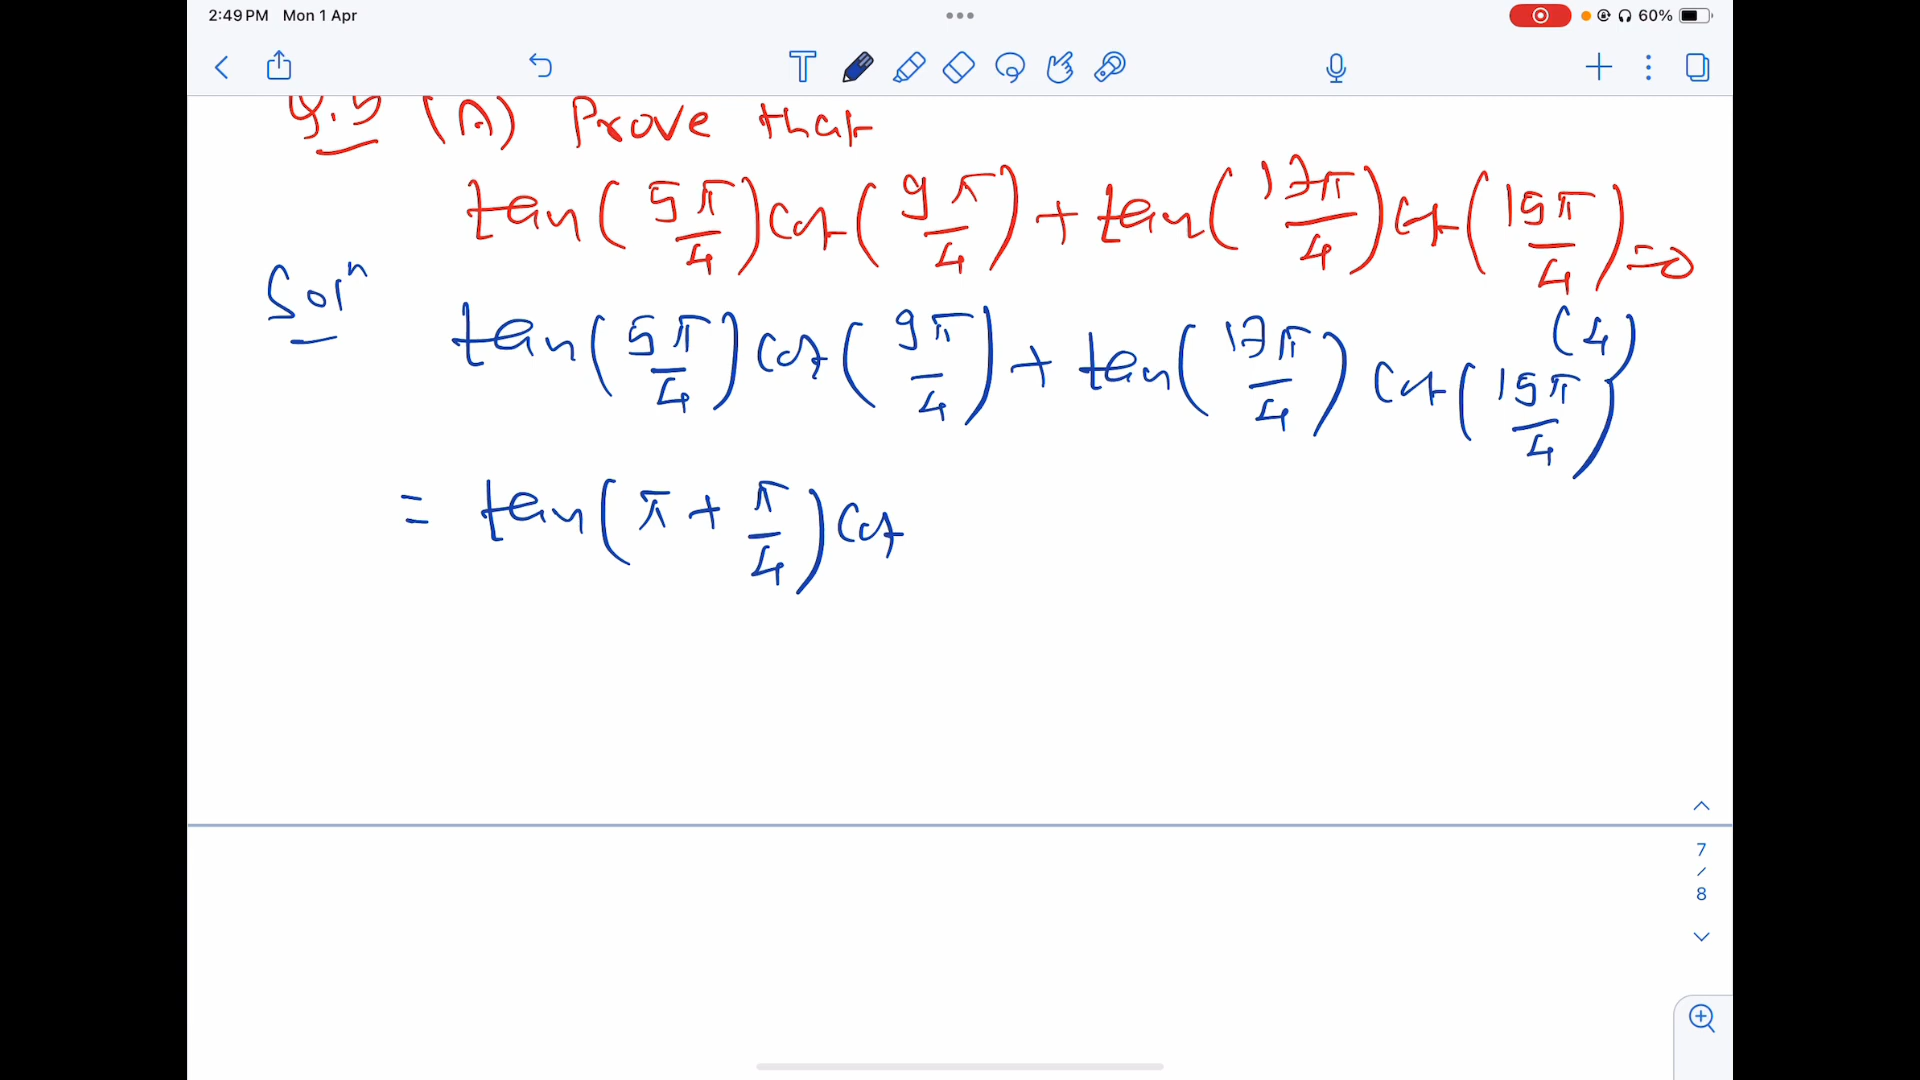 2:49 PM Mon 1 Apr 60%
Q.5 (A) Prove that
tan(5π/4)cot(9π/4)+tan(17π/4)cot(15π/4)=0
(4)
Solⁿ tan(5π/4)cot(9π/4)+tan(17π/4)cot(15π/4)
= tan(π+π/4)cot
7
/
8